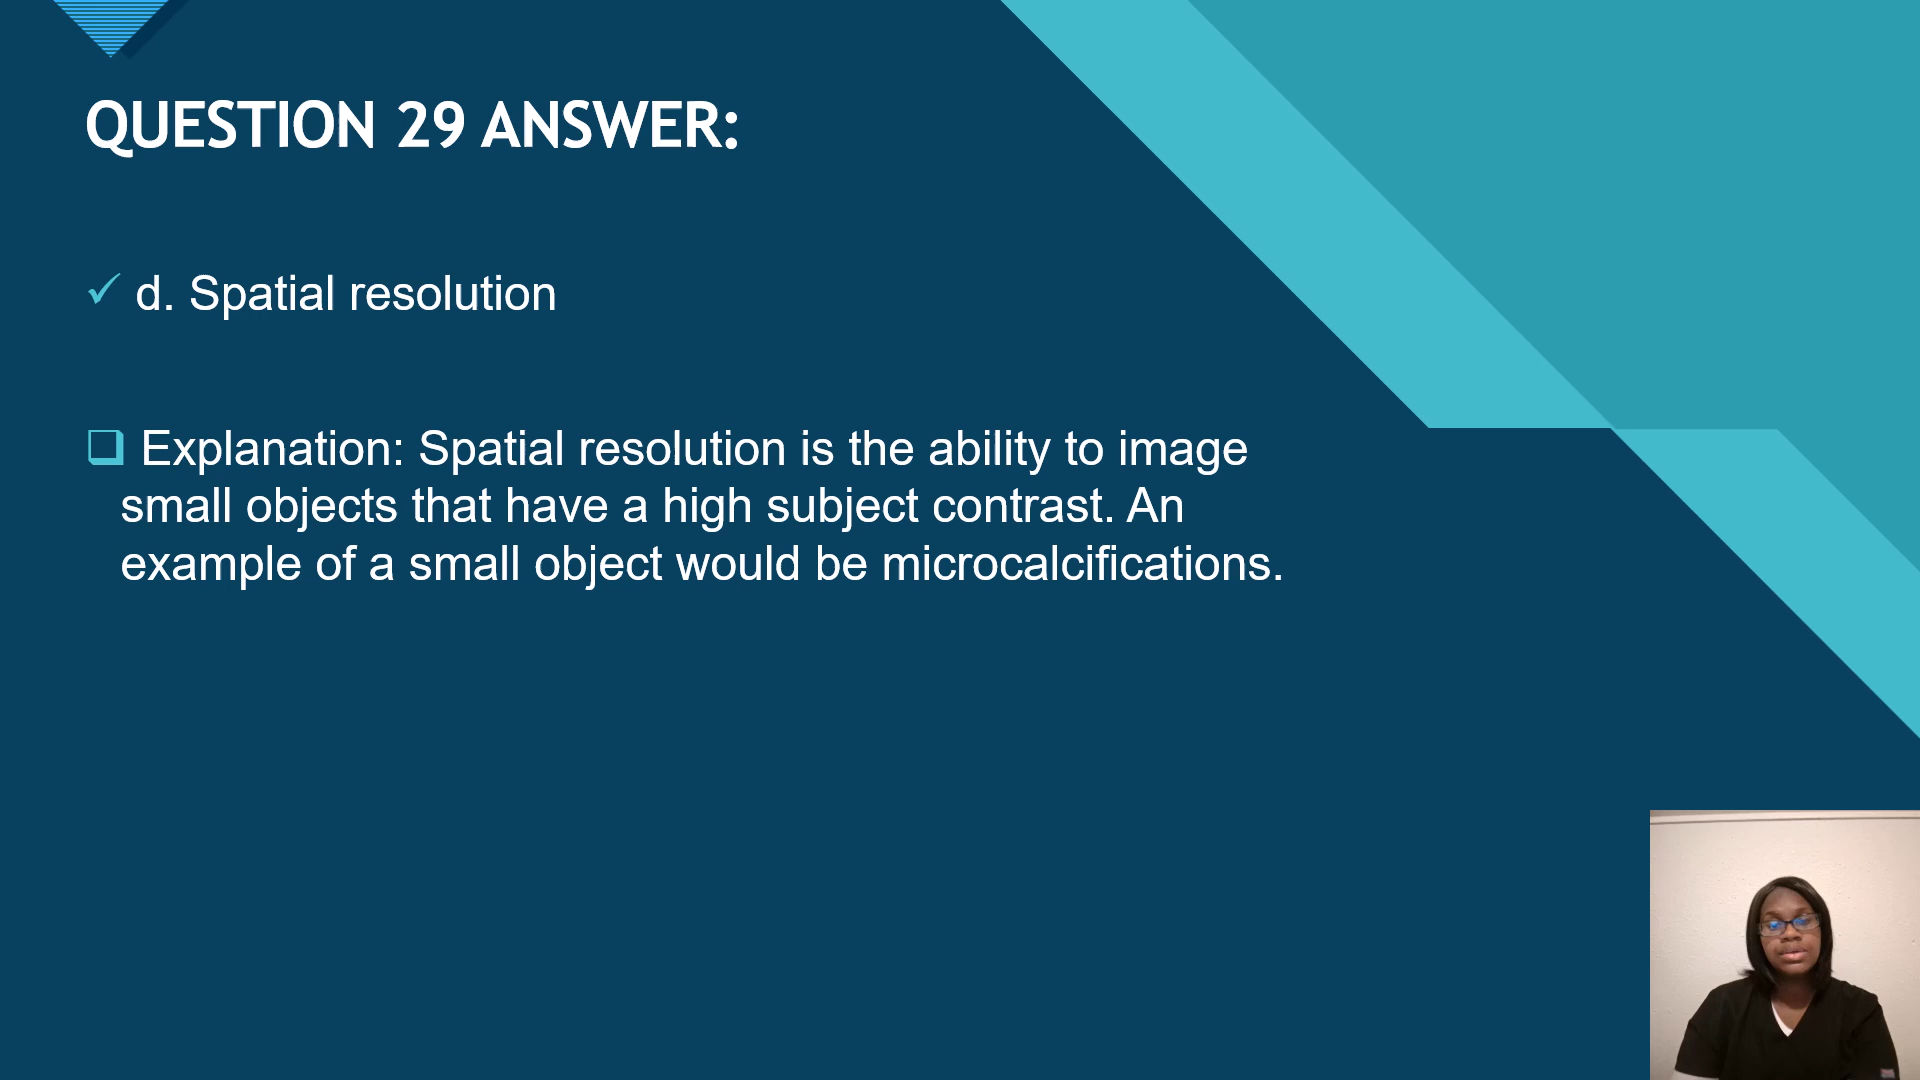 QUESTION 29 ANSWER:
✓ d. Spatial resolution
❑ Explanation: Spatial resolution is the ability to image
small objects that have a high subject contrast. An
example of a small object would be microcalcifications.